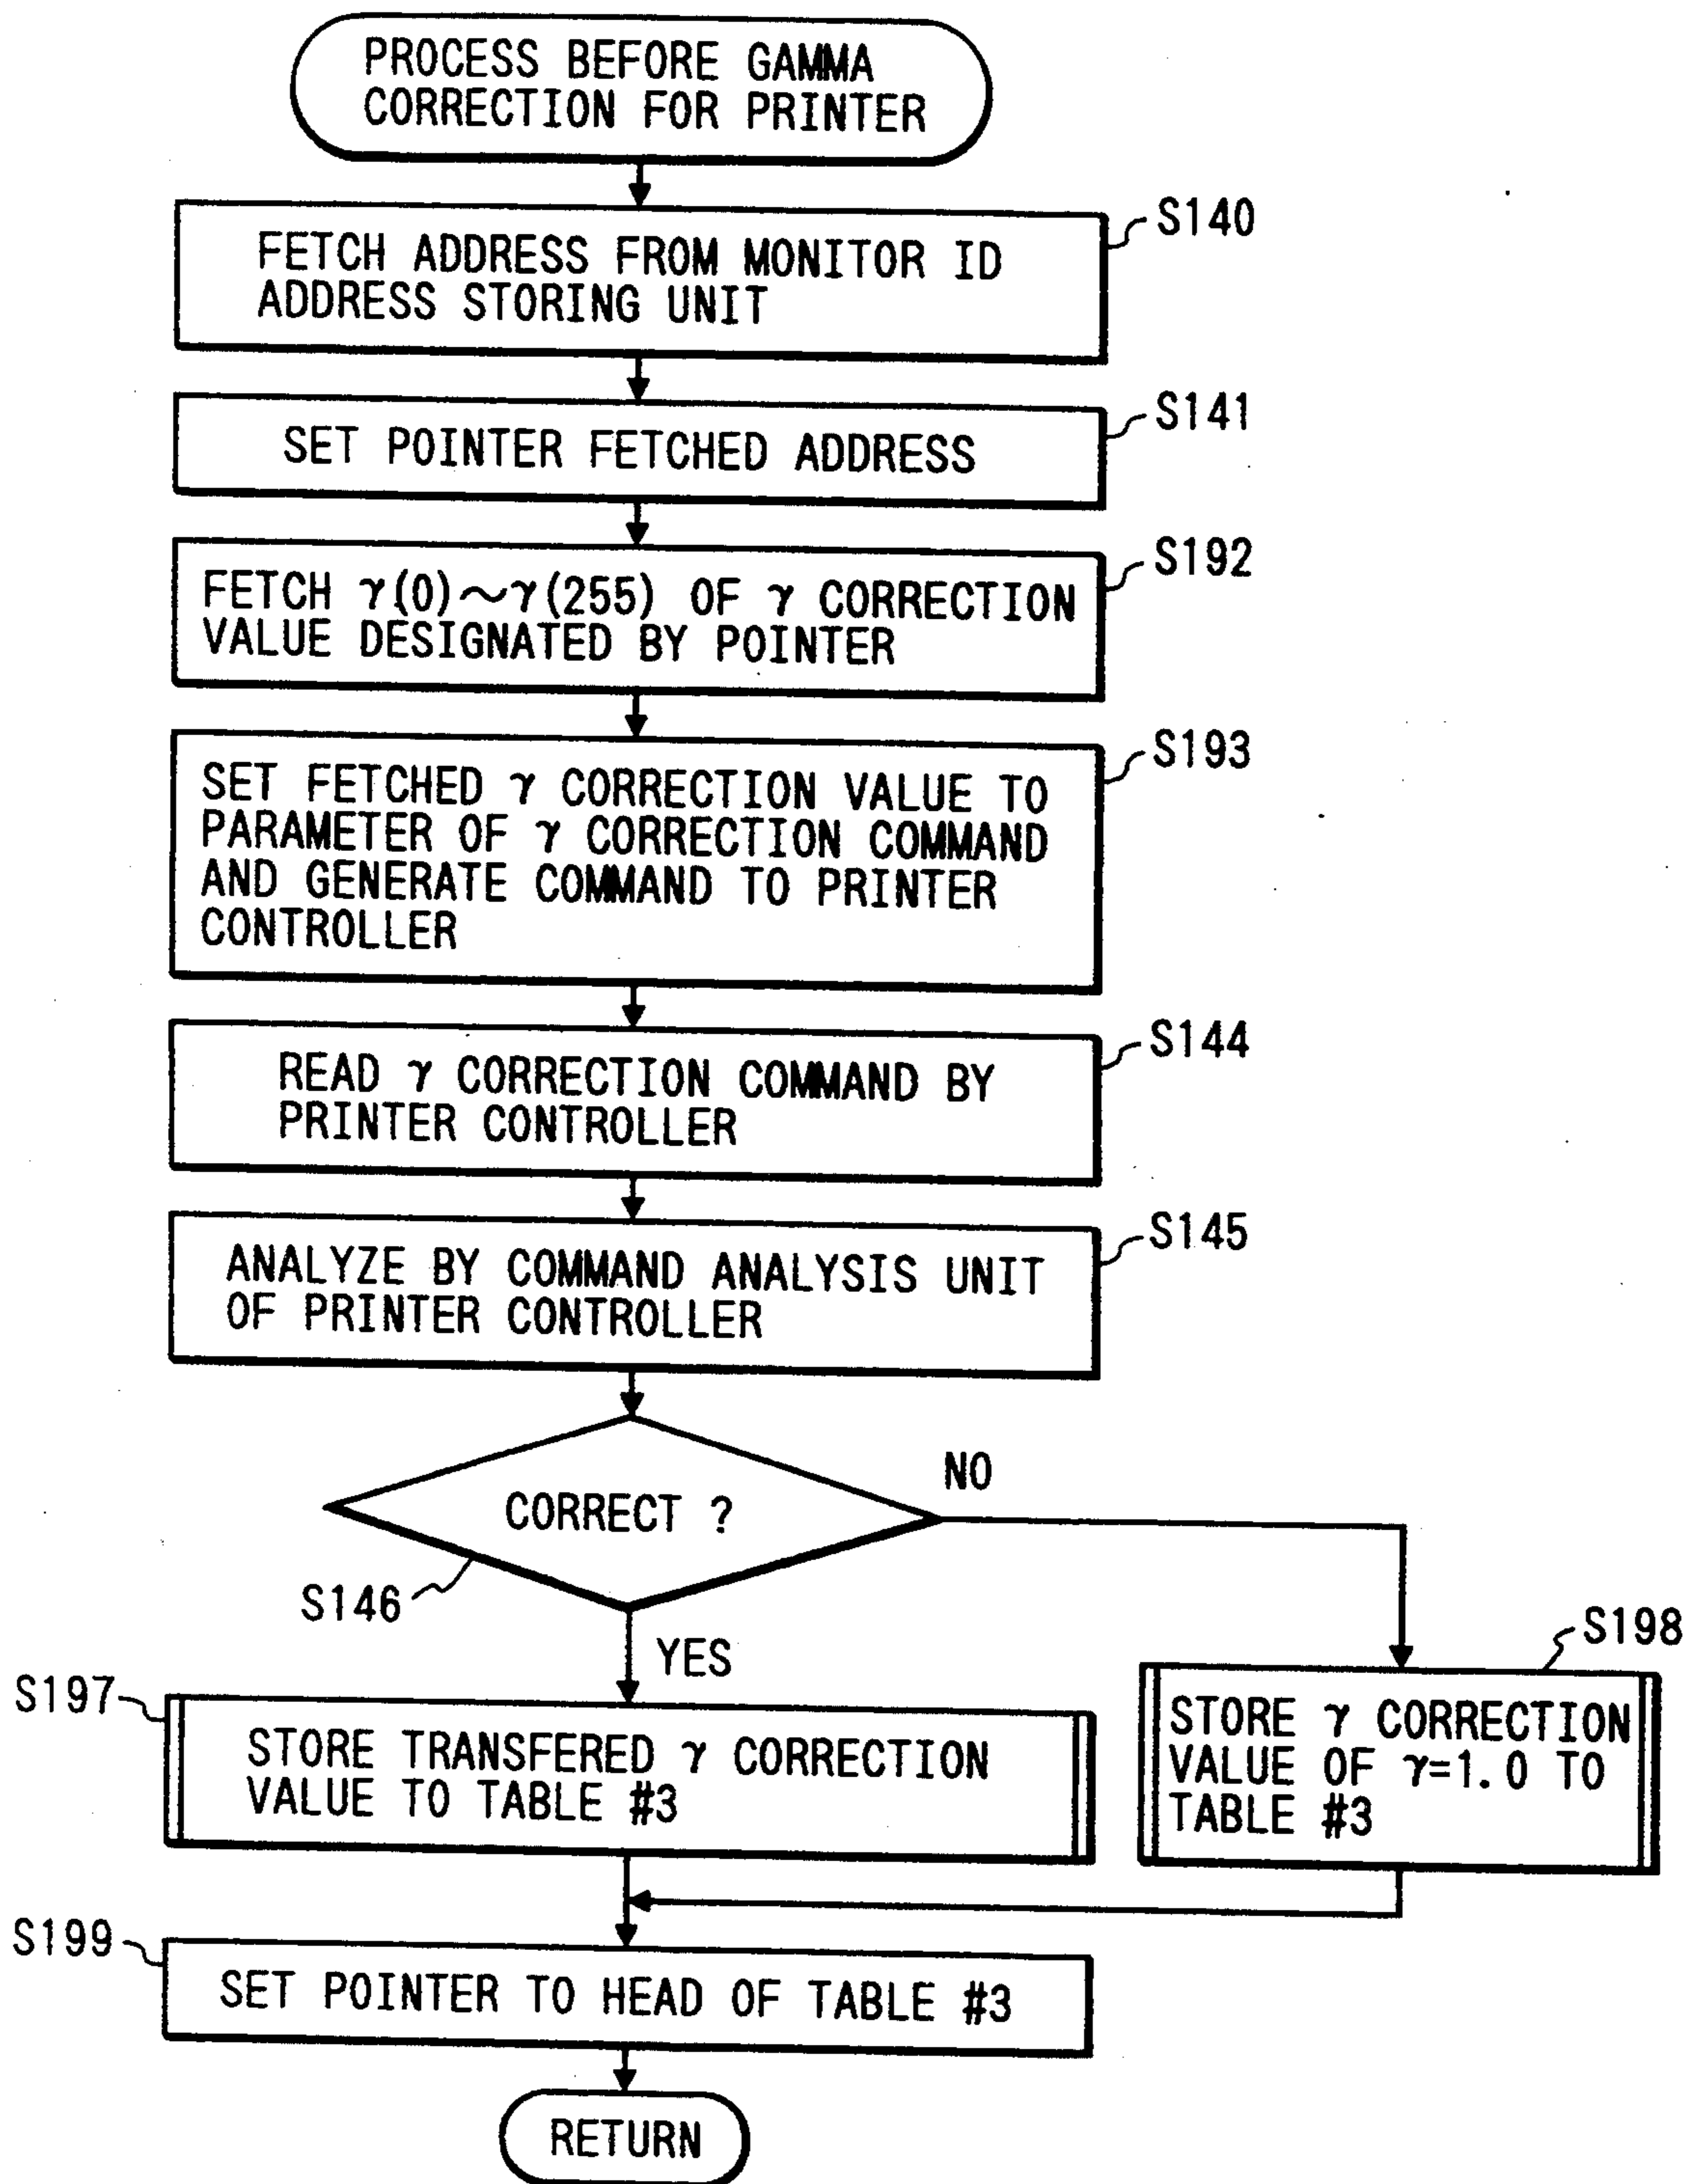 PROCESS BEFORE GAMMA
CORRECTION FOR PRINTER
S140
FETCH ADDRESS FROM MONITOR ID
ADDRESS STORING UNIT
S141
SET POINTER FETCHED ADDRESS
S192
FETCH γ(0)~γ(255) OF γ CORRECTION
VALUE DESIGNATED BY POINTER
S193
SET FETCHED γ CORRECTION VALUE TO
PARAMETER OF γ CORRECTION COMMAND
AND GENERATE COMMAND TO PRINTER
CONTROLLER
S144
READ γ CORRECTION COMMAND BY
PRINTER CONTROLLER
S145
ANALYZE BY COMMAND ANALYSIS UNIT
OF PRINTER CONTROLLER
NO
CORRECT ?
S146
YES
S197
STORE TRANSFERED γ CORRECTION
VALUE TO TABLE #3
S198
STORE γ CORRECTION
VALUE OF γ=1.0 TO
TABLE #3
S199
SET POINTER TO HEAD OF TABLE #3
RETURN